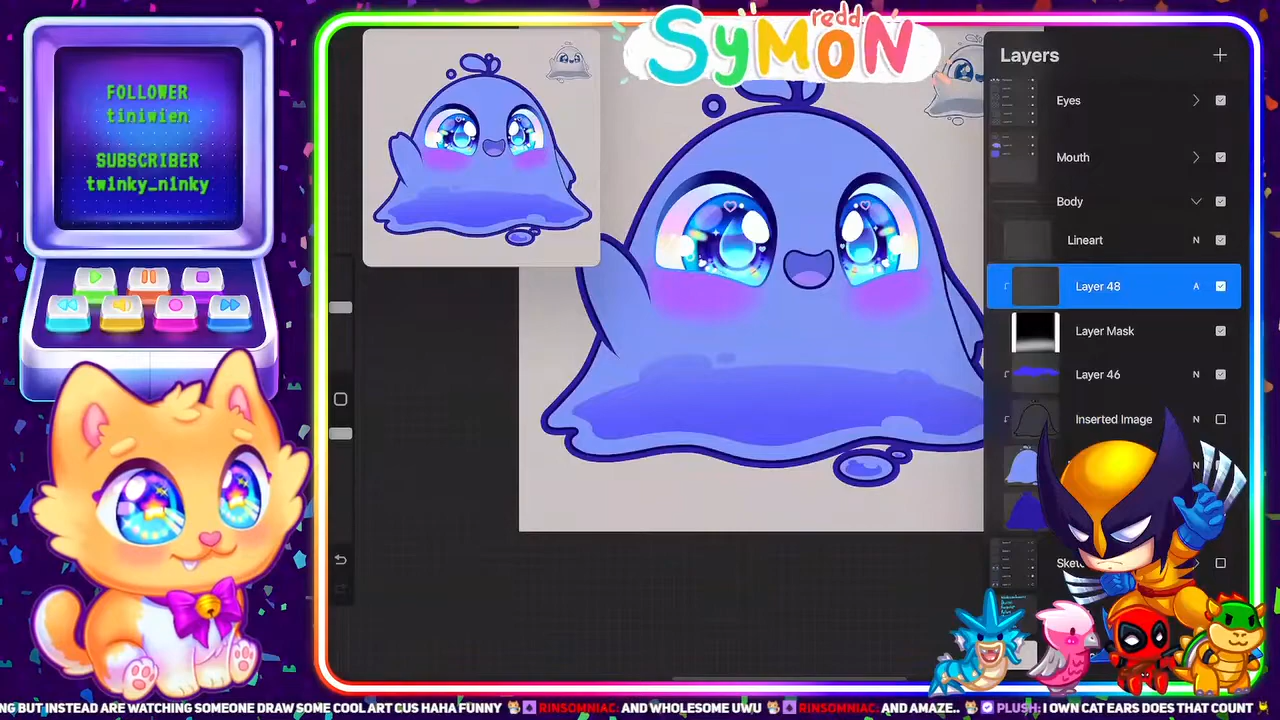 redd
SyMON
FOLLOWER
tiniwien
SUBSCRIBER
twinky_n1nky
Layers
Eyes
Mouth
Body
Lineart N
Layer 48 A
Layer Mask
Layer 46 N
Inserted Image N
N
NG BUT INSTEAD ARE WATCHING SOMEONE DRAW SOME COOL ART CUS HAHA FUNNY RINSOMNIAC: AND WHOLESOME UWU RINSOMNIAC: AND AMAZE.. PLUSH: I OWN CAT EARS DOES THAT COUNT